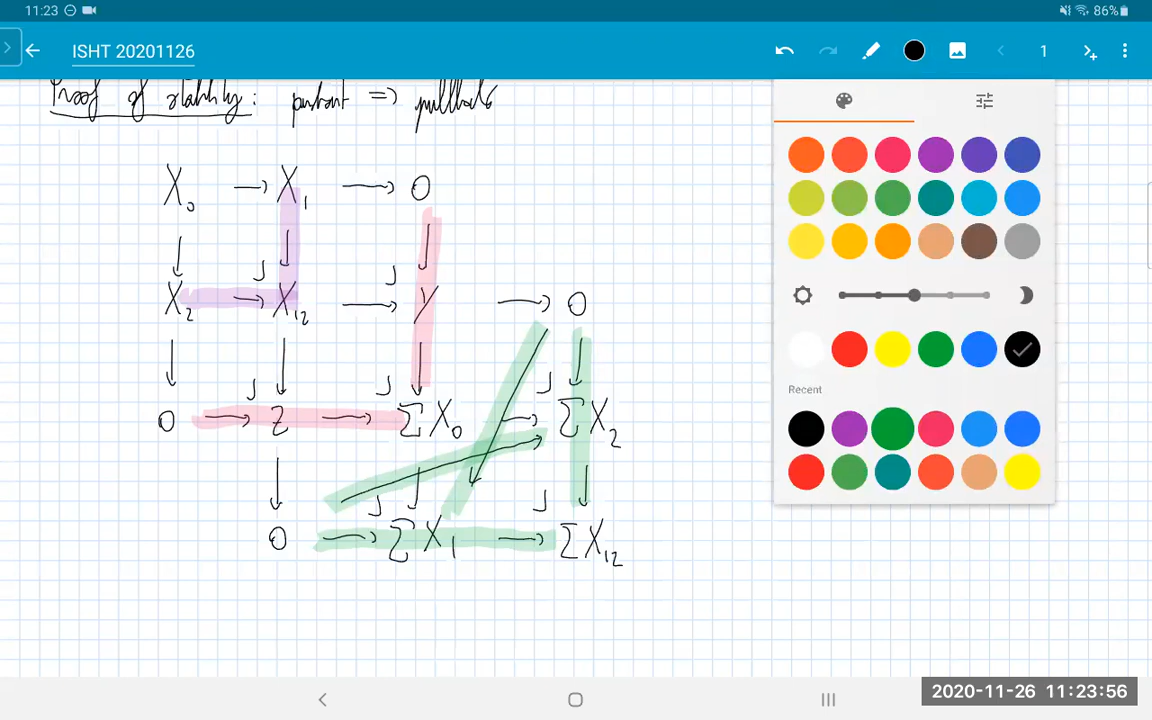 11:23 86%
ISHT 20201126 1
Proof of stability: pushout => pullback
X₀ → X₁ → 0
X₂ → X₁₂ → Y → 0
0 → Z → ΣX₀ → ΣX₂
0 → ΣX₁ → ΣX₁₂
Recent
2020-11-26 11:23:56